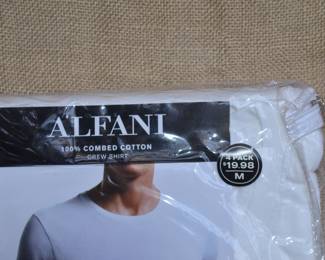 ALFANI
100% COMBED COTTON
CREW SHIRT
4 PACK
$19.98
M